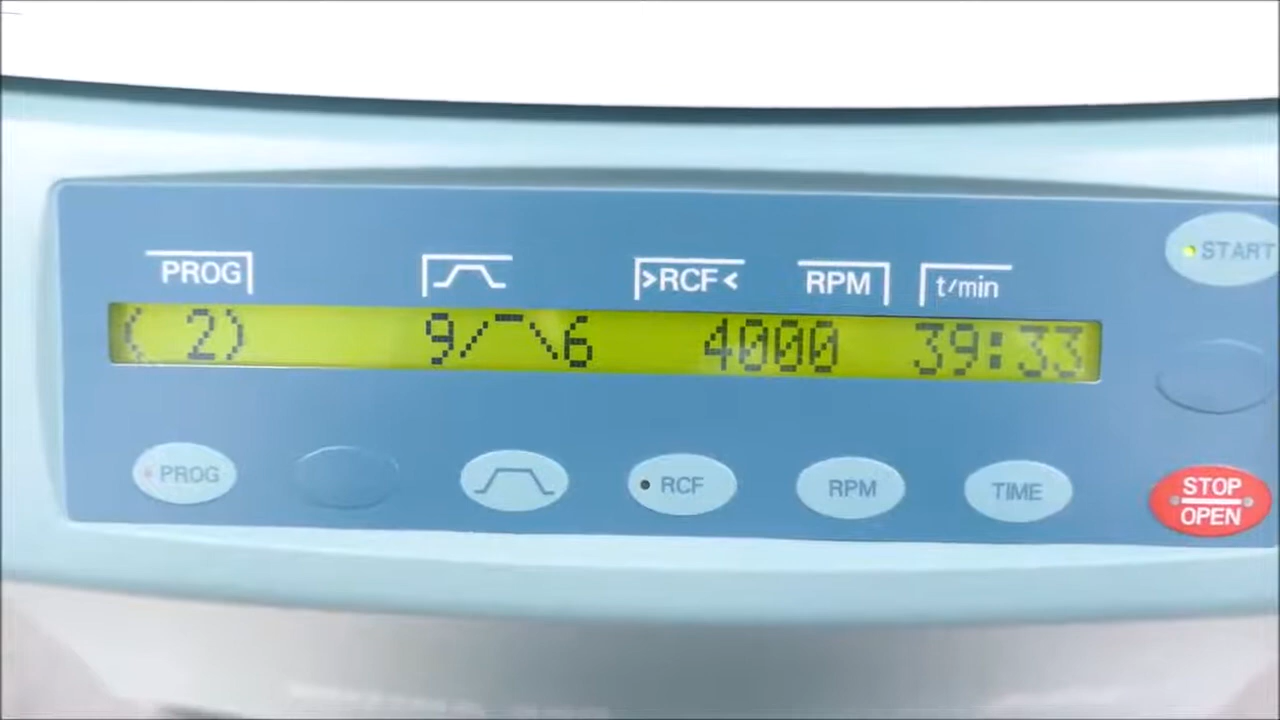 START
PROG >RCF< RPM t/min
( 2) 9/‾\6 4000 39:33
PROG RCF RPM TIME STOP
OPEN